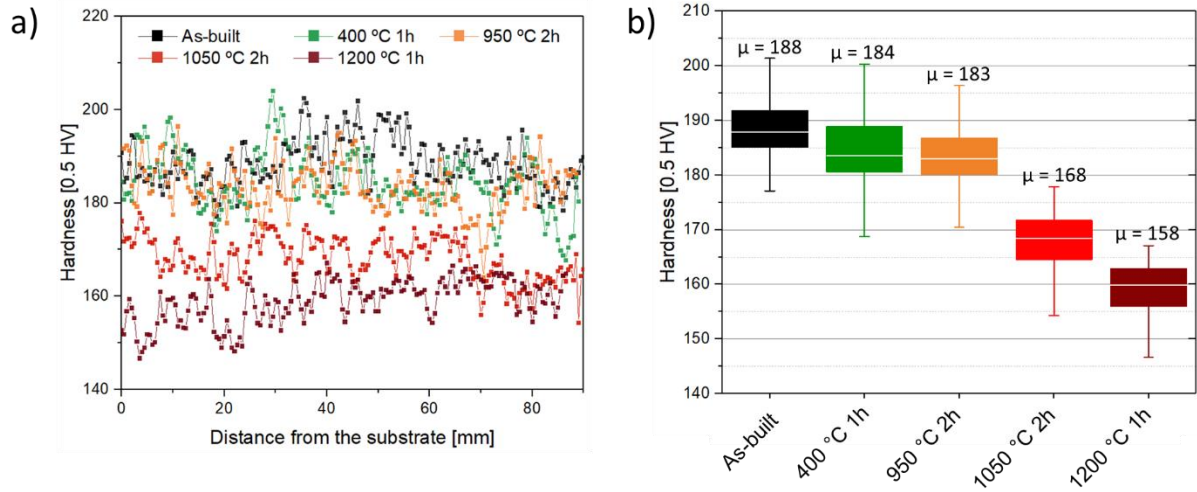 a)
220
200
180
160
140
Hardness [0.5 HV]
As-built
400 ºC 1h
950 ºC 2h
1050 ºC 2h
1200 ºC 1h
0
20
40
60
80
Distance from the substrate [mm]
b)
210
200
190
180
170
160
150
140
Hardness [0.5 HV]
μ = 188
μ = 184
μ = 183
μ = 168
μ = 158
As-built
400 °C 1h
950 °C 2h
1050 °C 2h
1200 °C 1h